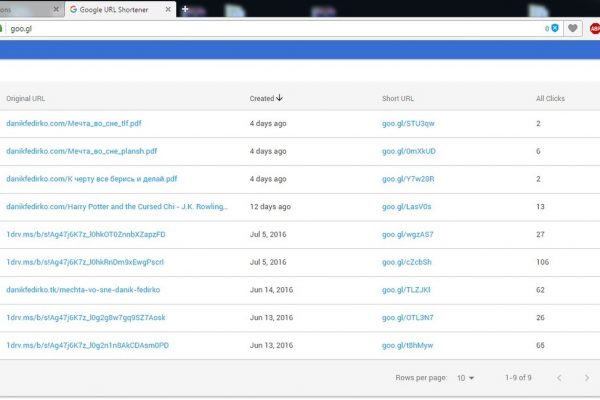 ons
Google URL Shortener
goo.gl
0
ABP
Original URL Created Short URL All Clicks
danikfedirko.com/Мечта_во_сне_tlf.pdf 4 days ago goo.gl/STU3qw 2
danikfedirko.com/Мечта_во_сне_plansh.pdf 4 days ago goo.gl/0mXkUD 6
danikfedirko.com/К черту все берись и делай.pdf 4 days ago goo.gl/Y7w28R 2
danikfedirko.com/Harry Potter and the Cursed Chi - J.K. Rowling... 12 days ago goo.gl/LasV0s 13
1drv.ms/b/s!Ag47j6K7z_l0hkOT0ZnnbXZapzFD Jul 5, 2016 goo.gl/wgzAS7 27
1drv.ms/b/s!Ag47j6K7z_l0hkRnDm9xEwgPscrl Jul 5, 2016 goo.gl/cZcbSh 106
danikfedirko.tk/mechta-vo-sne-danik-fedirko Jun 14, 2016 goo.gl/TLZJKl 62
1drv.ms/b/s!Ag47j6K7z_l0g2g8w7gq9SZ7Aosk Jun 13, 2016 goo.gl/OTL3N7 26
1drv.ms/b/s!Ag47j6K7z_l0g2n1n8AkCDAsm0PD Jun 13, 2016 goo.gl/t8hMyw 65
Rows per page: 10 1-9 of 9